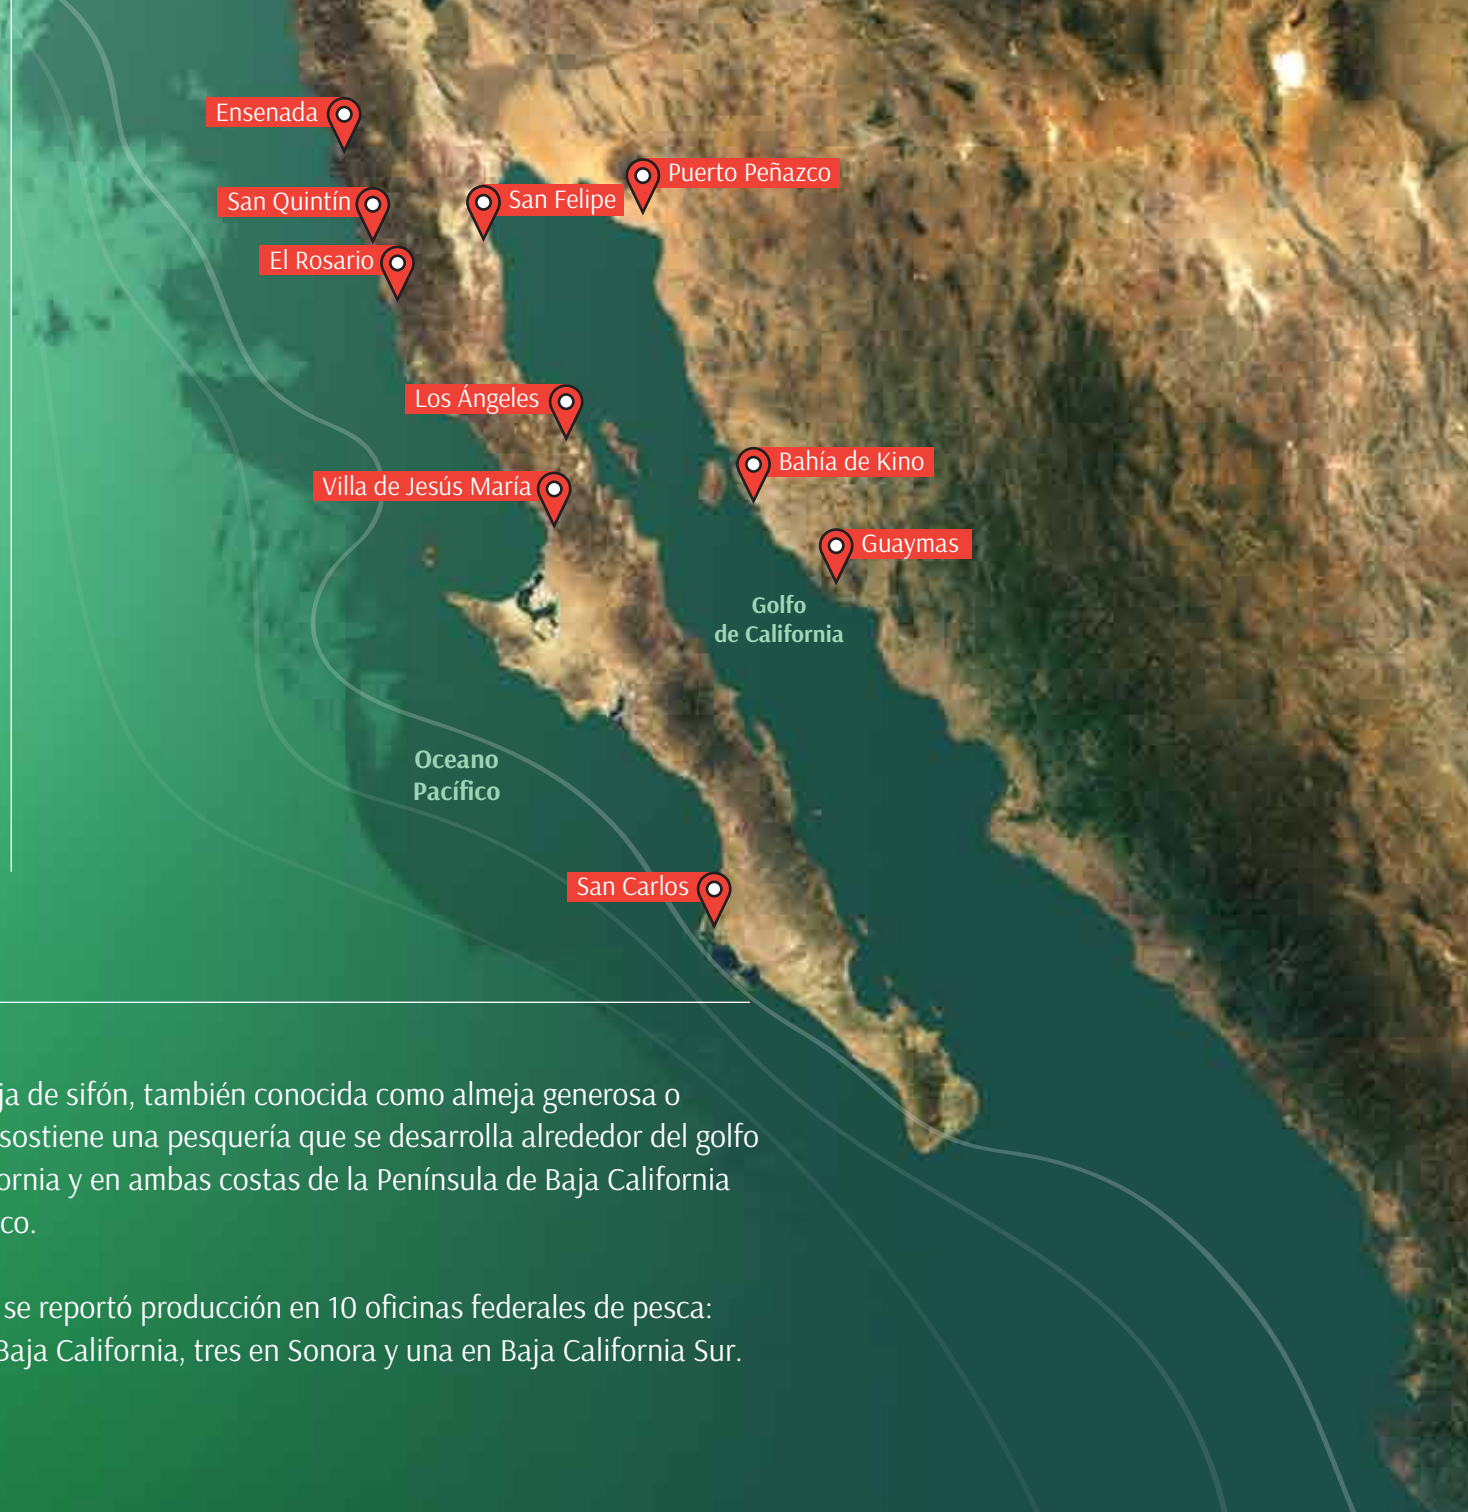 Ensenada
Puerto Peñazco
San Quintín
San Felipe
El Rosario
Los Ángeles
Bahía de Kino
Villa de Jesús María
Guaymas
Golfo
de California
Oceano
Pacífico
San Carlos
ja de sifón, también conocida como almeja generosa o
sostiene una pesquería que se desarrolla alrededor del golfo
ornia y en ambas costas de la Península de Baja California
co.
se reportó producción en 10 oficinas federales de pesca:
Baja California, tres en Sonora y una en Baja California Sur.